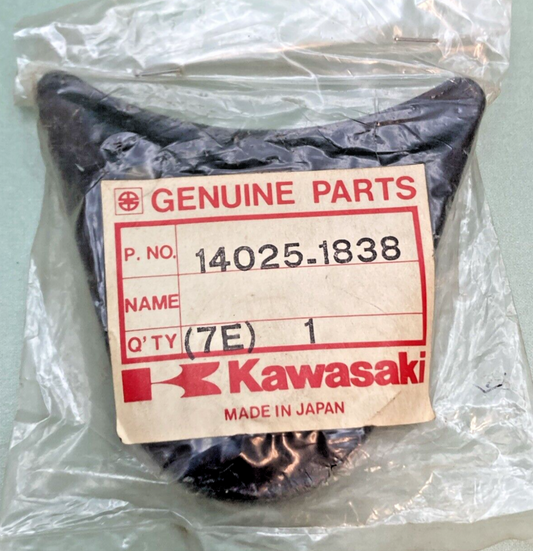 GENUINE PARTS
P. NO. 14025-1838
NAME
Q'TY (7E) 1
Kawasaki
MADE IN JAPAN